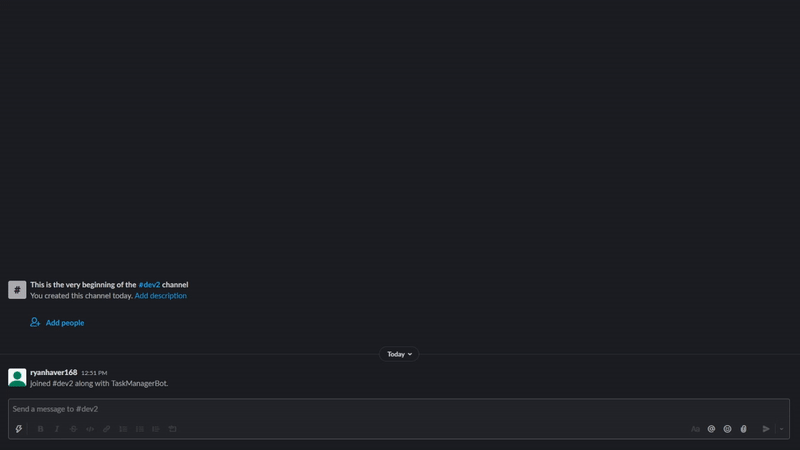 This is the very beginning of the #dev2 channel
You created this channel today. Add description
Add people
Today
ryanhaver168 12:51 PM
joined #dev2 along with TaskManagerBot.
Send a message to #dev2
B I S
Aa @